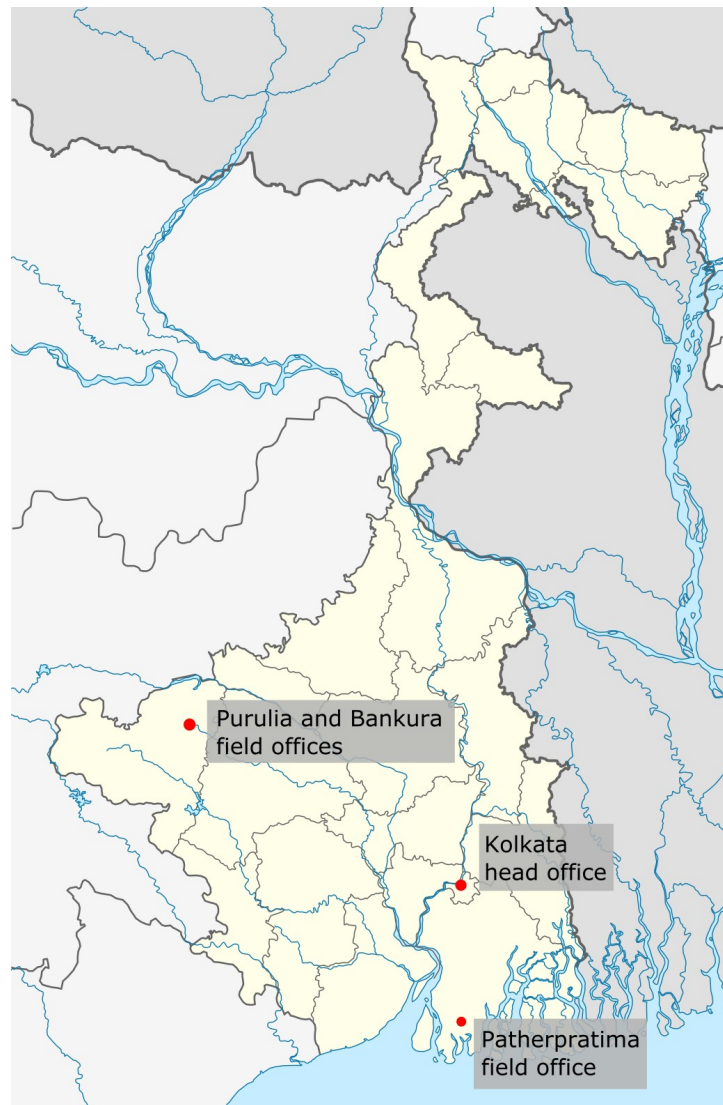 Purulia and Bankura
field offices
Kolkata
head office
Patherpratima
field office